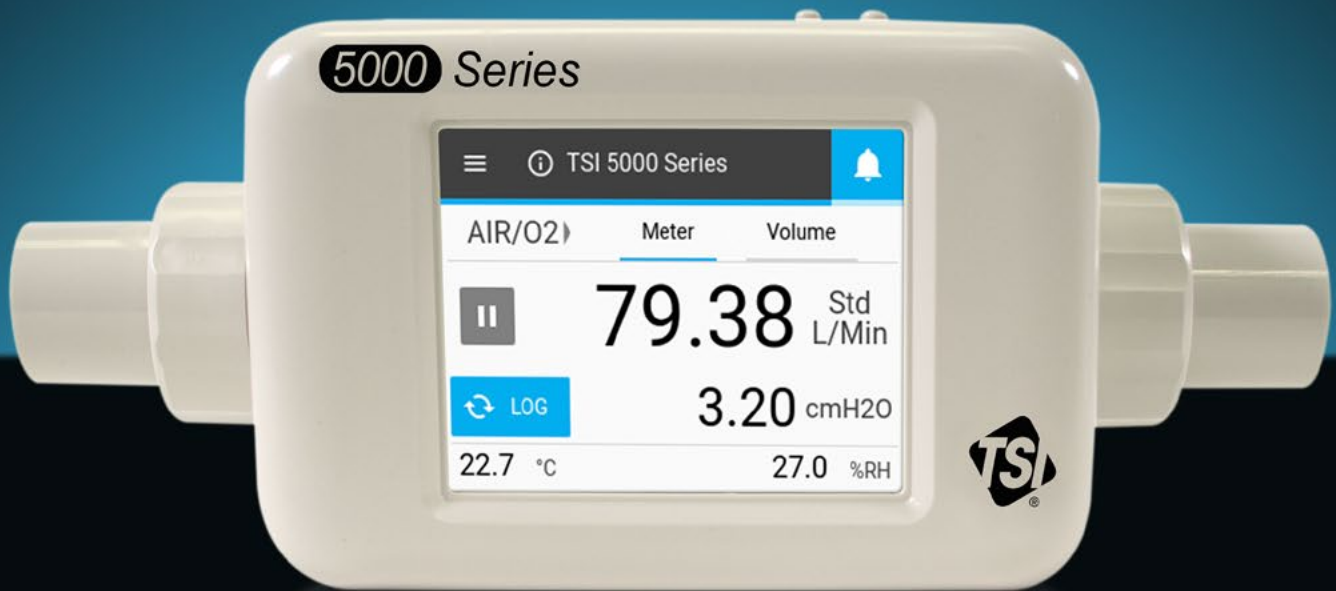 5000 Series
TSI 5000 Series
AIR/O2
Meter
Volume
79.38 Std L/Min
LOG
3.20 cmH2O
22.7 °C
27.0 %RH
TSI
®